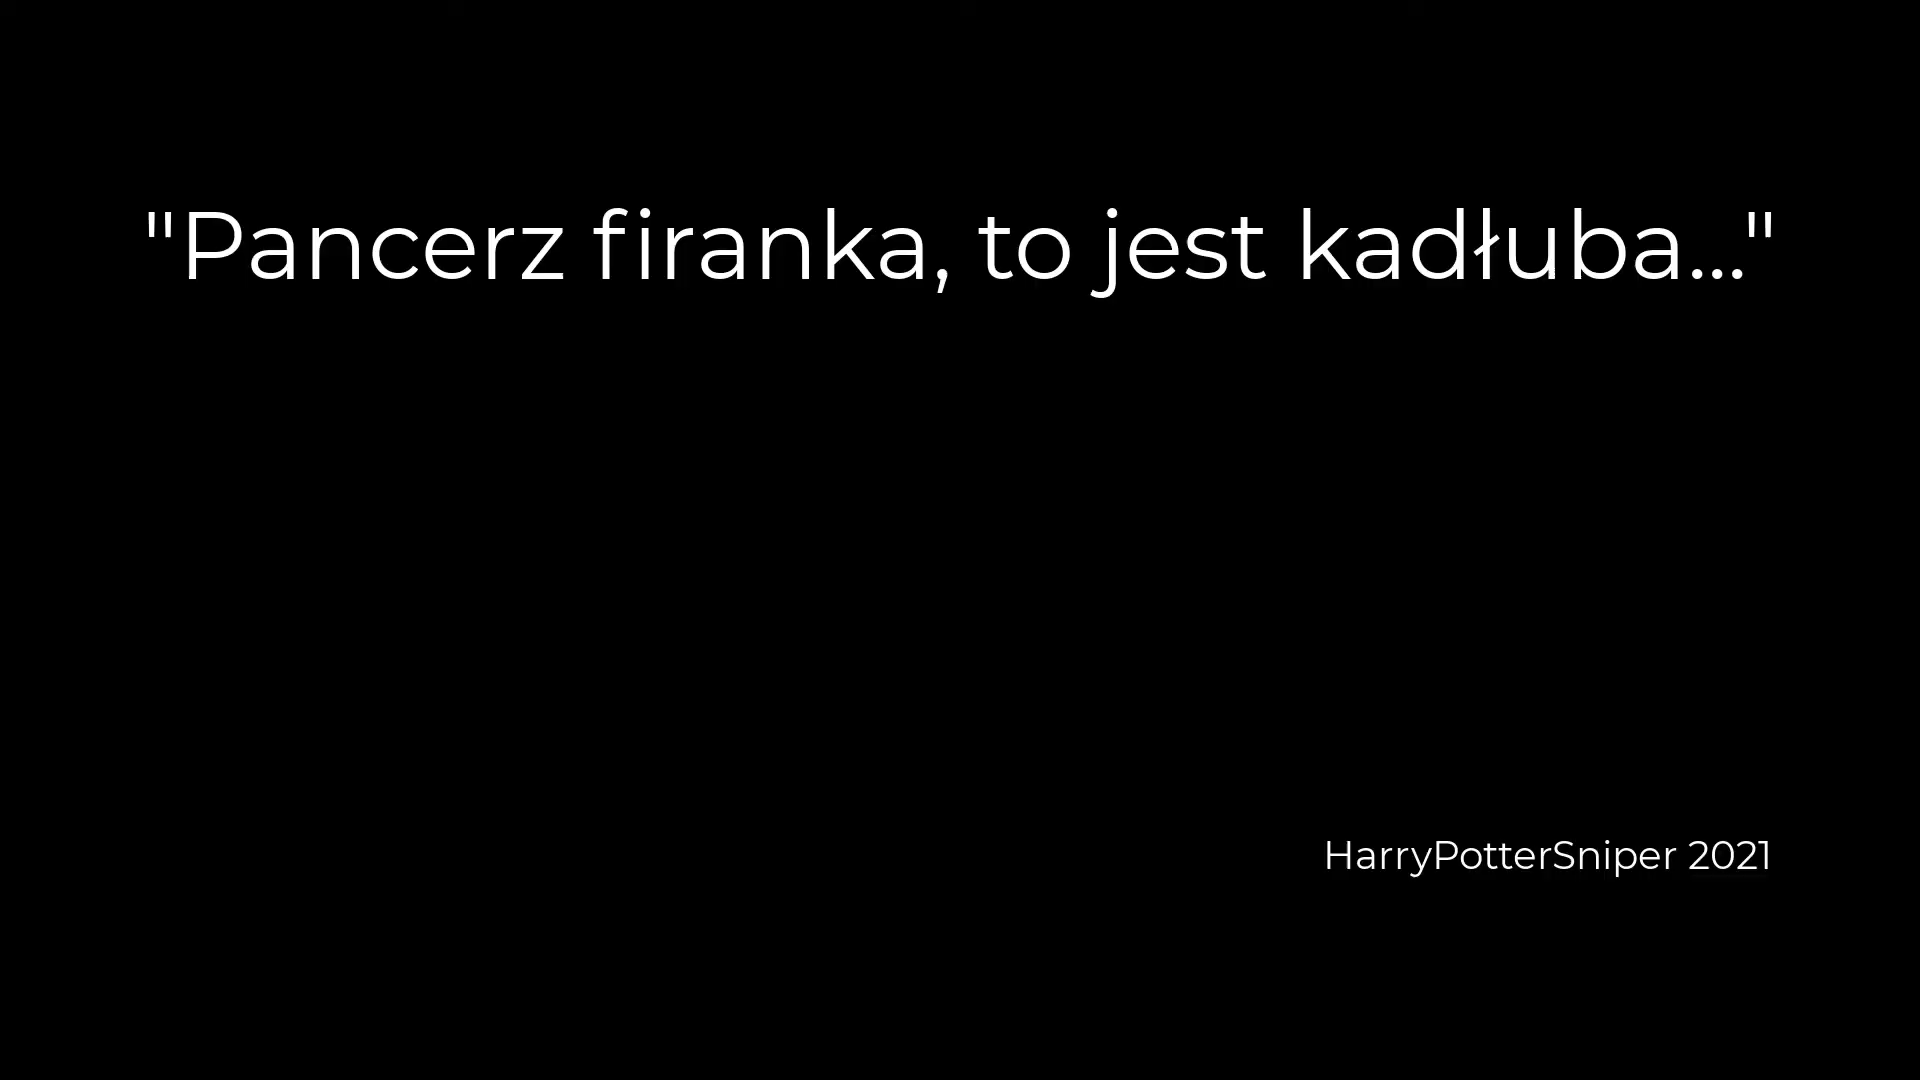 "Pancerz firanka, to jest kadłuba..."
HarryPotterSniper 2021